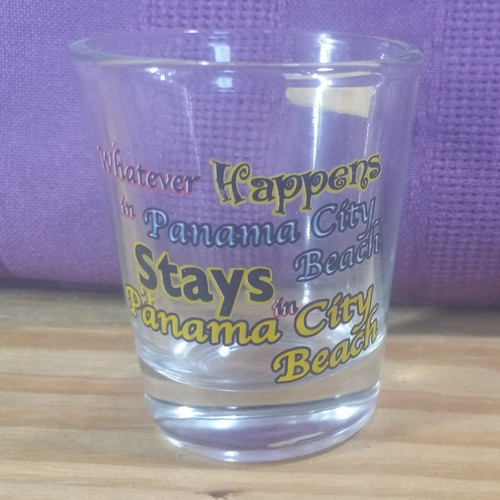 Whatever Happens
in Panama City
Beach
Stays in
Panama City
Beach